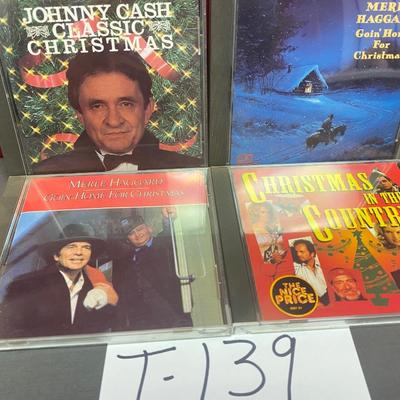 JOHNNY CASH
CLASSIC
CHRISTMAS
MERL
HAGGAR
Goin' Hom
For
Christma
MERLE HAGGARD
GOIN' HOME FOR CHRISTMAS
CHRISTMAS
IN THE
COUNTR
THE
NICE
PRICE
T-139